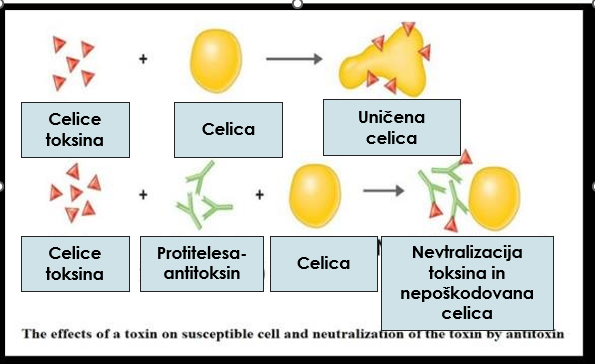 Celice
toksina
Celica
Uničena
celica
Celice
toksina
Protitelesa-
antitoksin
Celica
Nevtralizacija
toksina in
nepoškodovana
celica
The effects of a toxin on susceptible cell and neutralization of the toxin by antitoxin